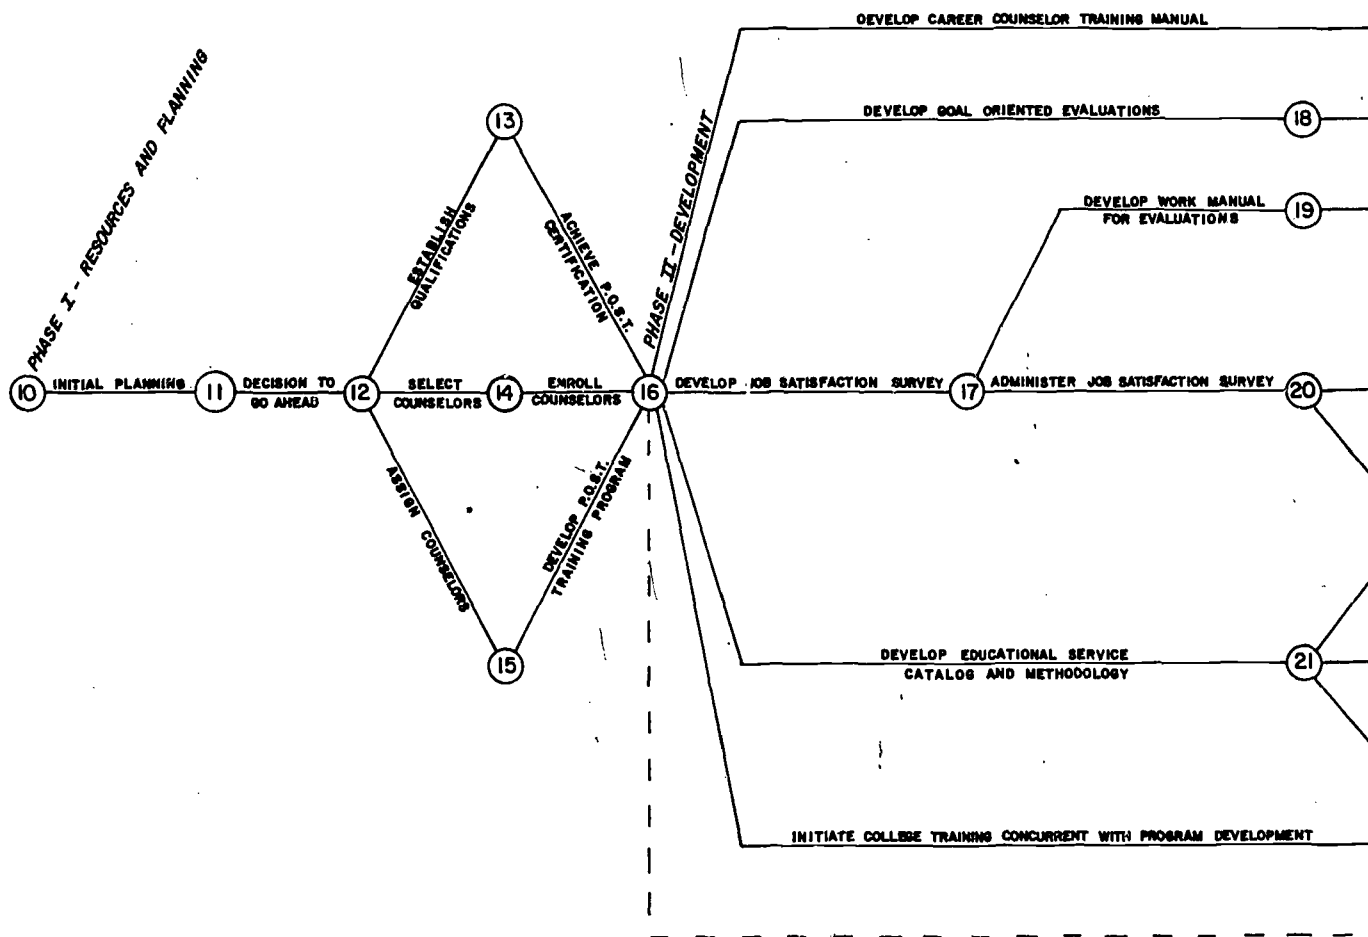 DEVELOP CAREER COUNSELOR TRAINING MANUAL
PHASE I - RESOURCES AND PLANNING
13
DEVELOP GOAL ORIENTED EVALUATIONS
18
PHASE II - DEVELOPMENT
ESTABLISH
QUALIFICATIONS
ACHIEVE P.O.S.T.
CERTIFICATION
DEVELOP WORK MANUAL
FOR EVALUATIONS
19
10
INITIAL PLANNING
11
DECISION TO
GO AHEAD
12
SELECT
COUNSELORS
14
ENROLL
COUNSELORS
16
DEVELOP JOB SATISFACTION SURVEY
17
ADMINISTER JOB SATISFACTION SURVEY
20
ASSIGN COUNSELORS
DEVELOP P.O.S.T.
TRAINING PROGRAM
15
DEVELOP EDUCATIONAL SERVICE
CATALOG AND METHODOLOGY
21
INITIATE COLLEGE TRAINING CONCURRENT WITH PROGRAM DEVELOPMENT